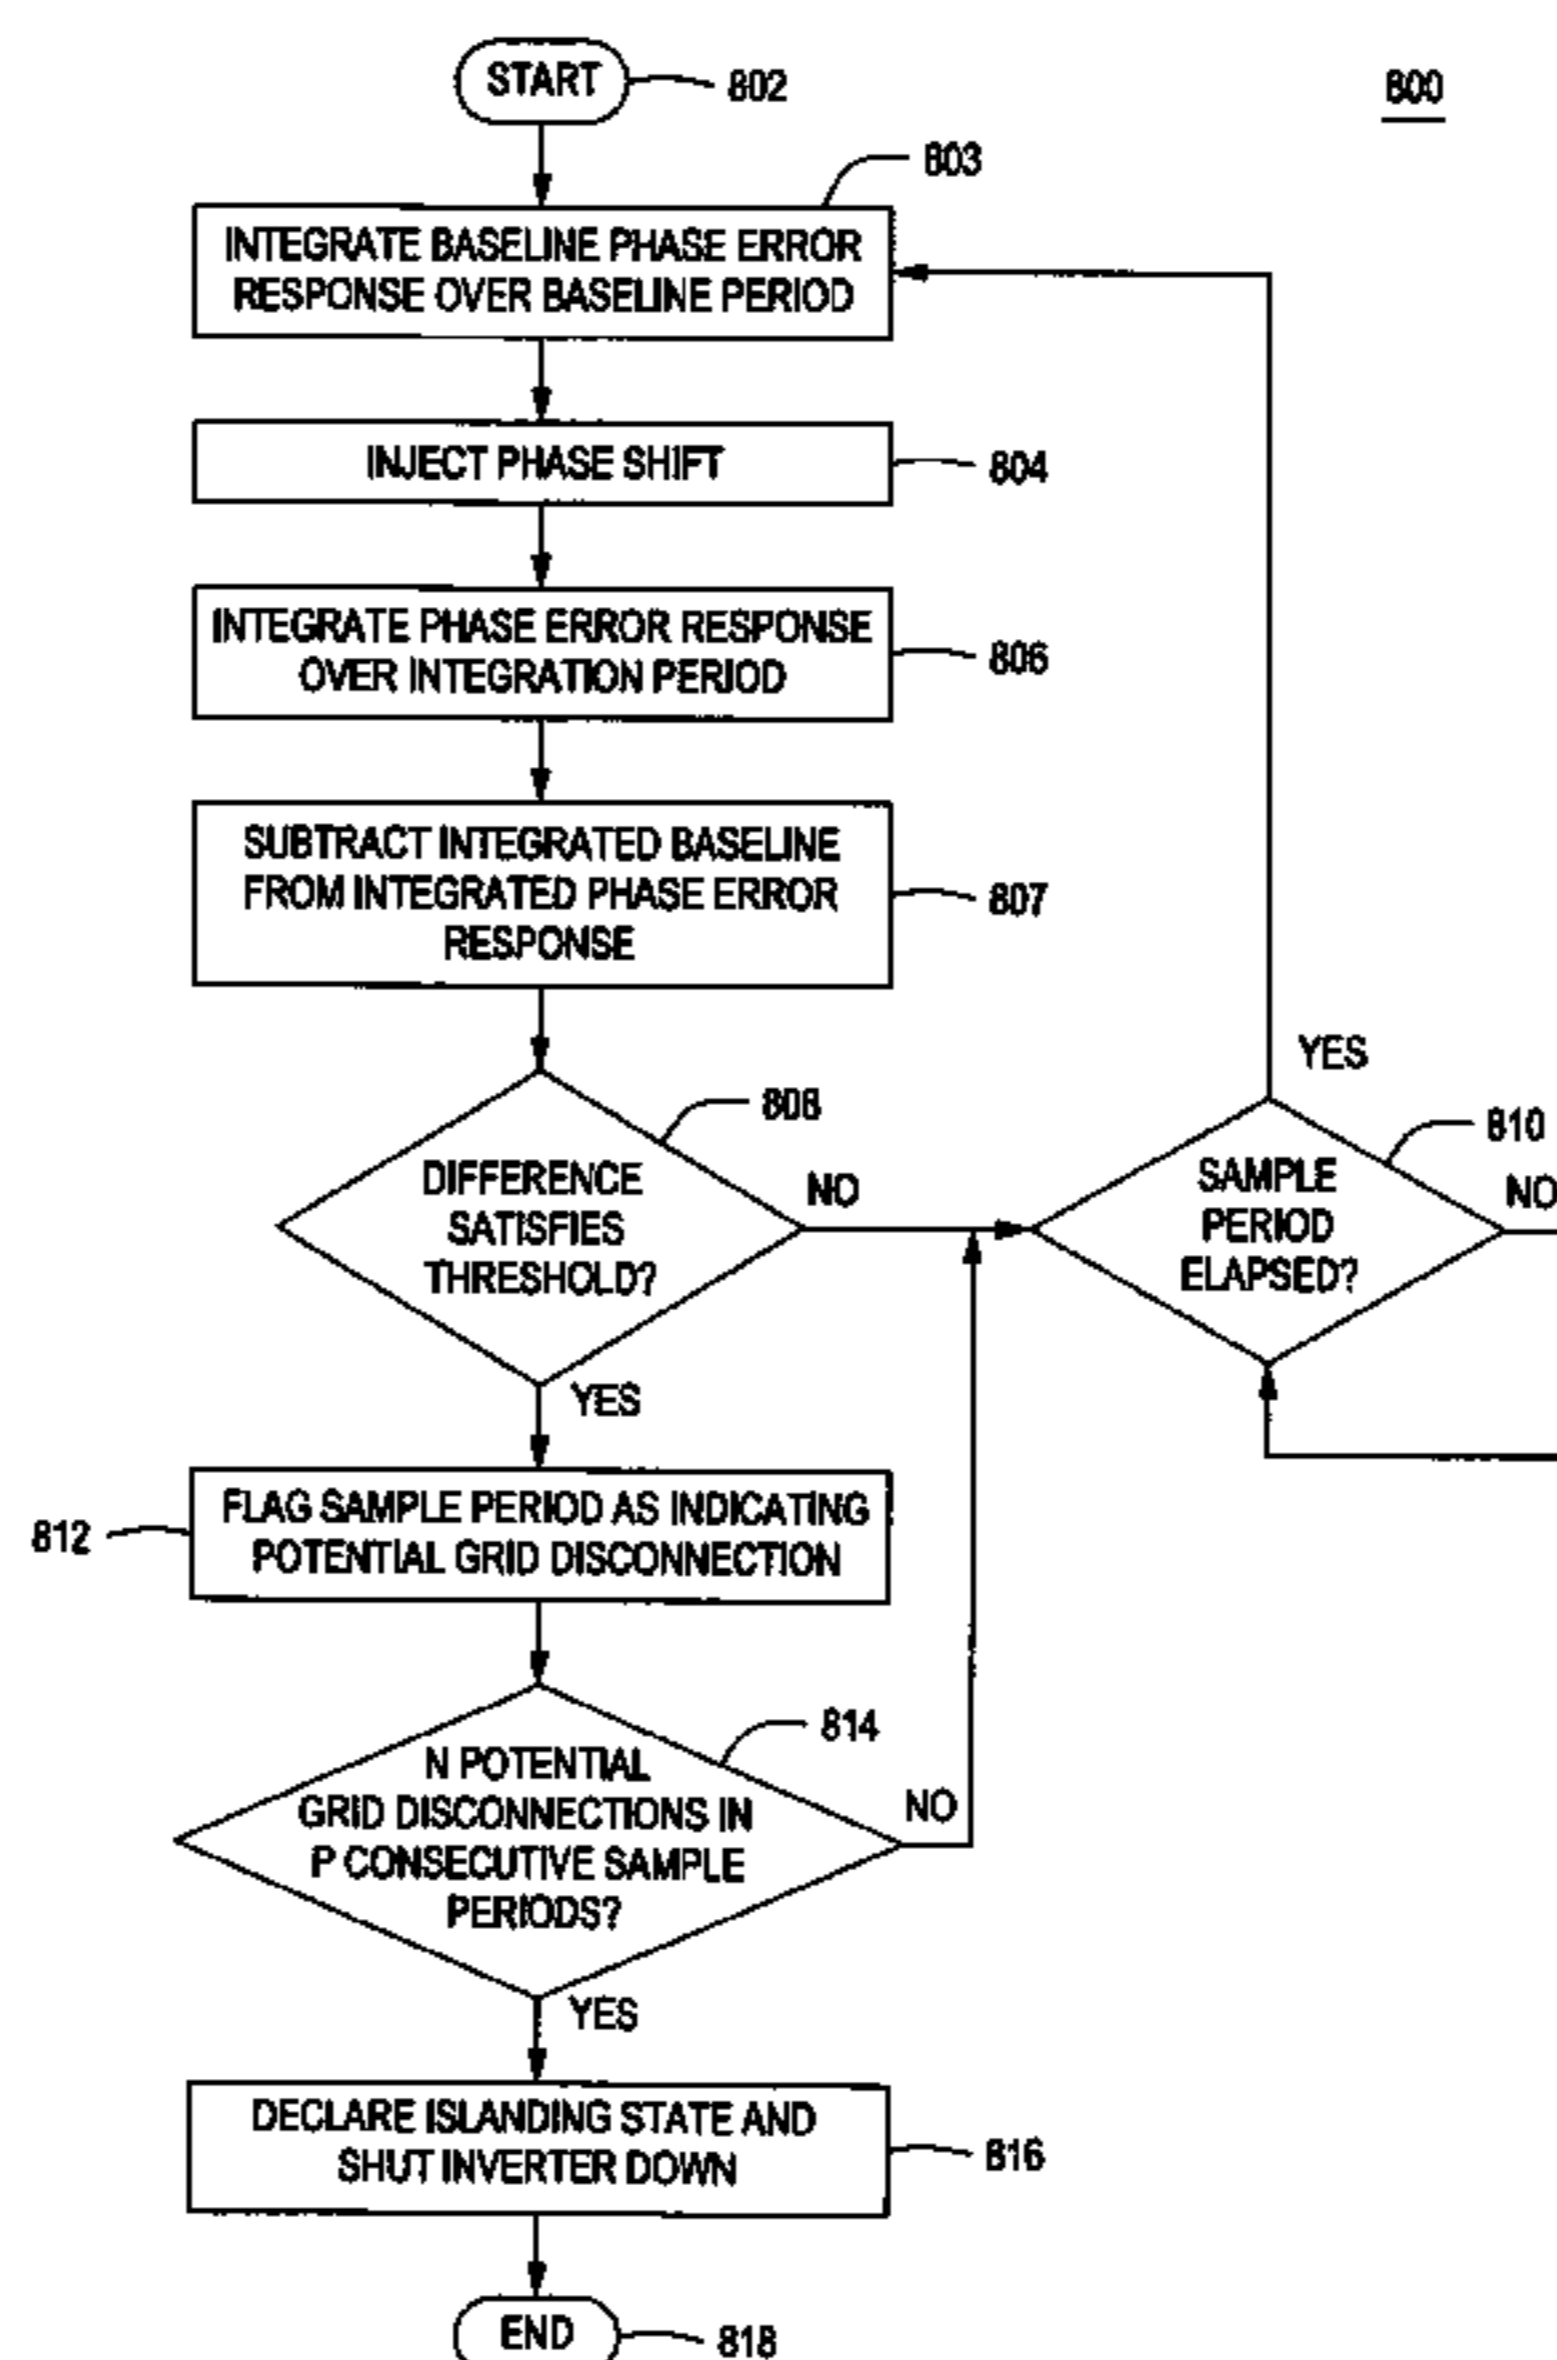 START
802
800
803
INTEGRATE BASELINE PHASE ERROR
RESPONSE OVER BASELINE PERIOD
INJECT PHASE SHIFT
804
INTEGRATE PHASE ERROR RESPONSE
OVER INTEGRATION PERIOD
806
SUBTRACT INTEGRATED BASELINE
FROM INTEGRATED PHASE ERROR
RESPONSE
807
YES
808
810
DIFFERENCE
SATISFIES
THRESHOLD?
NO
SAMPLE
PERIOD
ELAPSED?
NO
YES
812
FLAG SAMPLE PERIOD AS INDICATING
POTENTIAL GRID DISCONNECTION
814
N POTENTIAL
GRID DISCONNECTIONS IN
P CONSECUTIVE SAMPLE
PERIODS?
NO
YES
DECLARE ISLANDING STATE AND
SHUT INVERTER DOWN
816
END
818